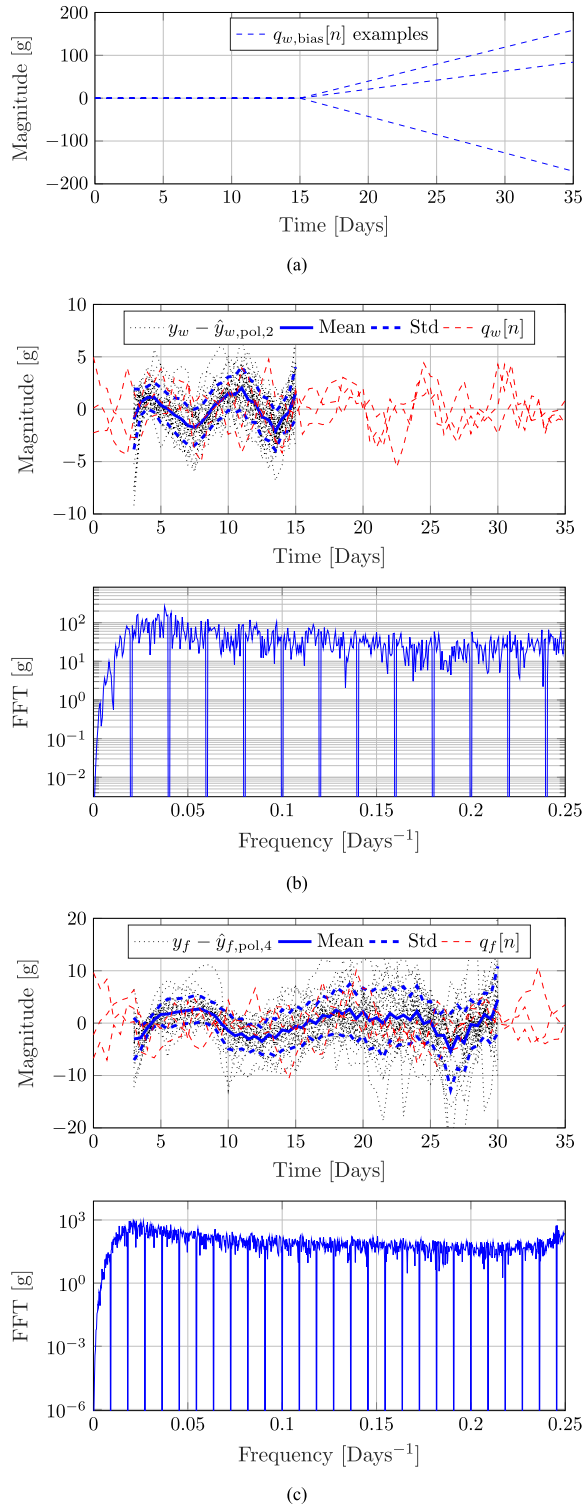 200
100
0
−100
−200
Magnitude [g]
q_{w,bias}[n] examples
0 5 10 15 20 25 30 35
Time [Days]
(a)
10
5
0
−5
−10
Magnitude [g]
y_w − ŷ_{w,pol,2} Mean Std q_w[n]
0 5 10 15 20 25 30 35
Time [Days]
10^2
10^1
10^0
10^{−1}
10^{−2}
FFT [g]
0 0.05 0.1 0.15 0.2 0.25
Frequency [Days^{−1}]
(b)
20
10
0
−10
−20
Magnitude [g]
y_f − ŷ_{f,pol,4} Mean Std q_f[n]
0 5 10 15 20 25 30 35
Time [Days]
10^3
10^0
10^{−3}
10^{−6}
FFT [g]
0 0.05 0.1 0.15 0.2 0.25
Frequency [Days^{−1}]
(c)